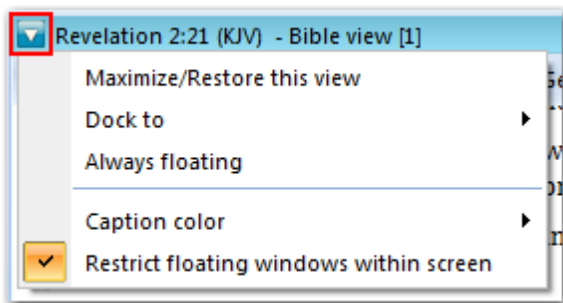 Revelation 2:21 (KJV) - Bible view [1]
Maximize/Restore this view
Dock to
Always floating
Caption color
Restrict floating windows within screen